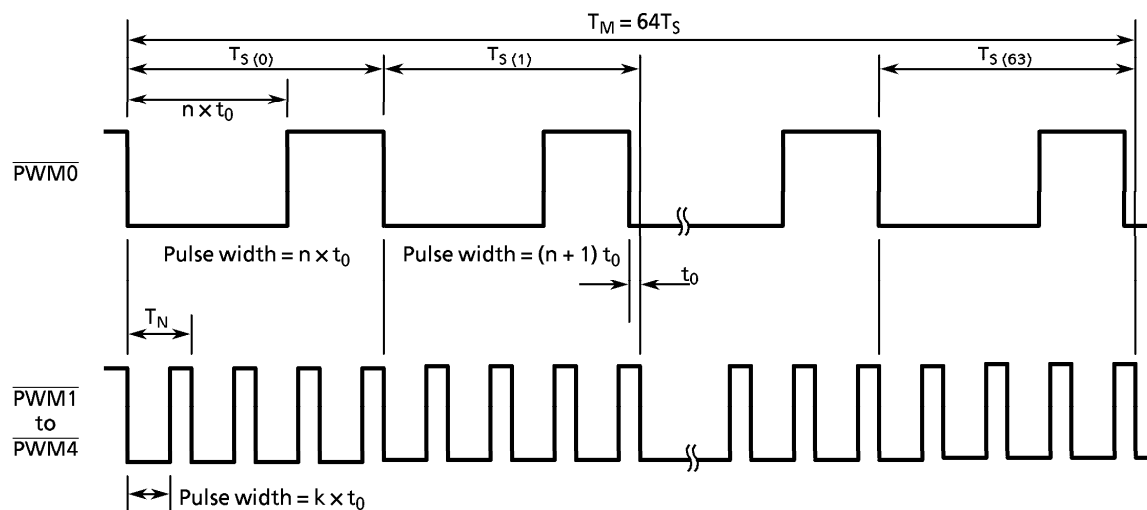 T_M = 64T_S
T_S (0) T_S (1) T_S (63)
n × t_0
PWM0
Pulse width = n × t_0 Pulse width = (n + 1) t_0
t_0
T_N
PWM1
to
PWM4
Pulse width = k × t_0